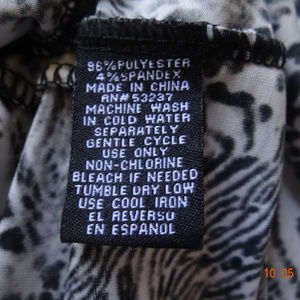 96%POLYESTER
4%SPANDEX
MADE IN CHINA
RN#53237
MACHINE WASH
IN COLD WATER
SEPARATELY
GENTLE CYCLE
USE ONLY
NON-CHLORINE
BLEACH IF NEEDED
TUMBLE DRY LOW
USE COOL IRON
EL REVERSO
EN ESPANOL
10 05